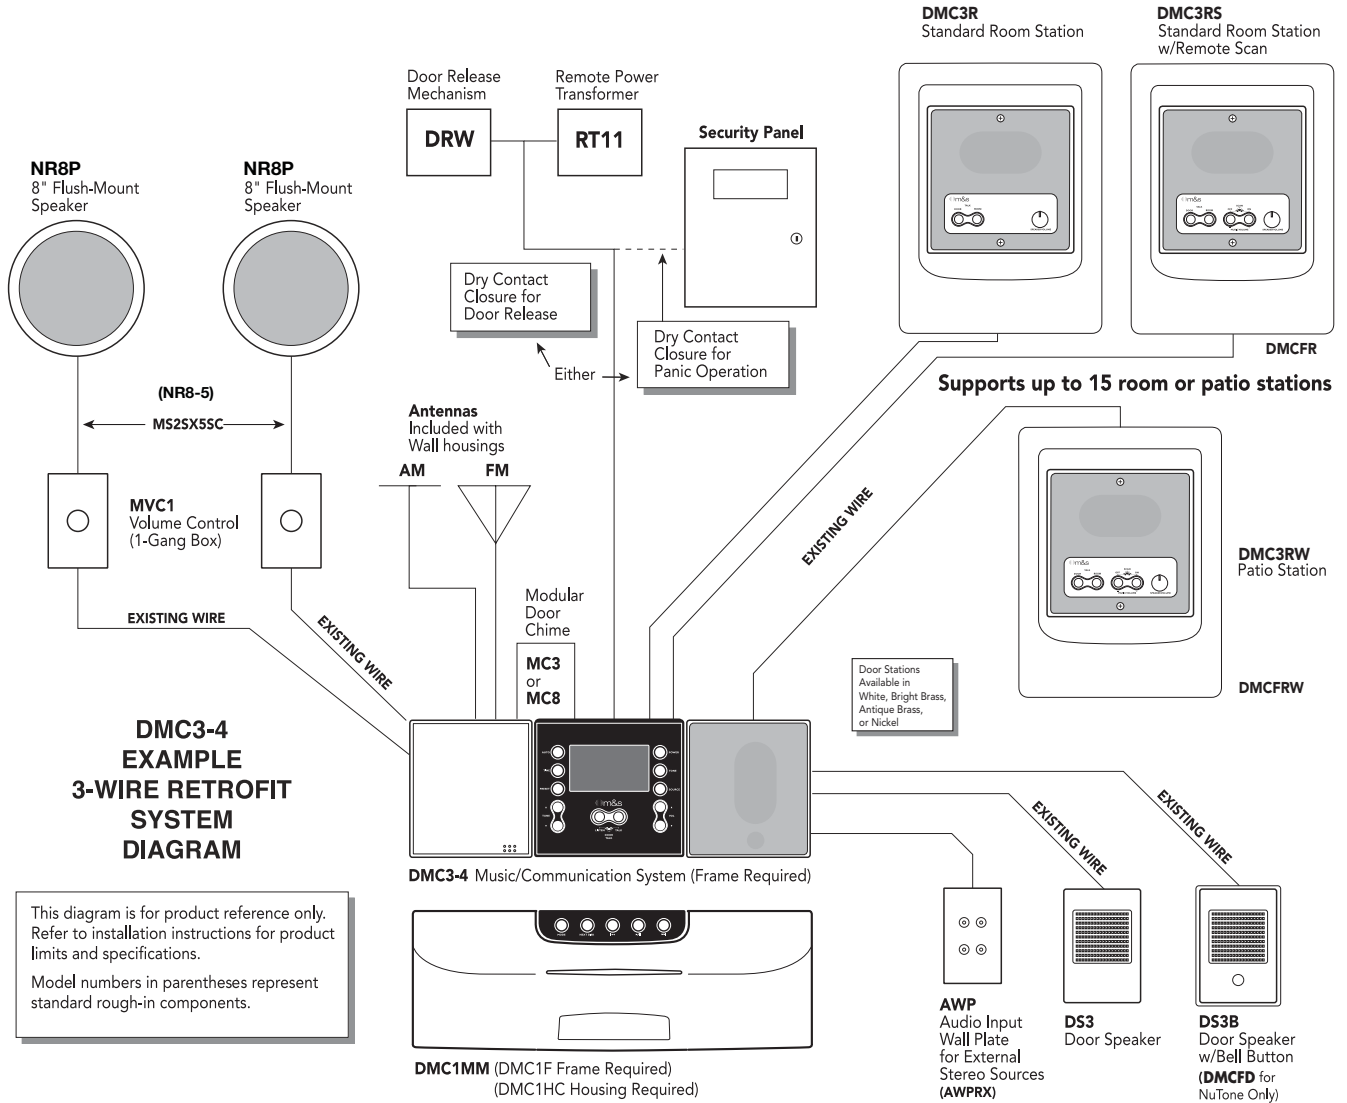 DMC3R
Standard Room Station
DMC3RS
Standard Room Station
w/Remote Scan
Door Release
Mechanism
DRW
Remote Power
Transformer
RT11
Security Panel
NR8P
8" Flush-Mount
Speaker
NR8P
8" Flush-Mount
Speaker
m&s
m&s
Dry Contact
Closure for
Door Release
Dry Contact
Closure for
Panic Operation
Either
DMCFR
Supports up to 15 room or patio stations
(NR8-5)
MS2SX5SC
Antennas
Included with
Wall housings
AM
FM
MVC1
Volume Control
(1-Gang Box)
EXISTING WIRE
m&s
DMC3RW
Patio Station
DMCFRW
EXISTING WIRE
EXISTING WIRE
Modular
Door
Chime
MC3
or
MC8
Door Stations
Available in
White, Bright Brass,
Antique Brass,
or Nickel
DMC3-4
EXAMPLE
3-WIRE RETROFIT
SYSTEM
DIAGRAM
m&s
EXISTING WIRE
EXISTING WIRE
DMC3-4 Music/Communication System (Frame Required)
This diagram is for product reference only.
Refer to installation instructions for product
limits and specifications.
Model numbers in parentheses represent
standard rough-in components.
DMC1MM (DMC1F Frame Required)
(DMC1HC Housing Required)
AWP
Audio Input
Wall Plate
for External
Stereo Sources
(AWPRX)
DS3
Door Speaker
DS3B
Door Speaker
w/Bell Button
(DMCFD for
NuTone Only)